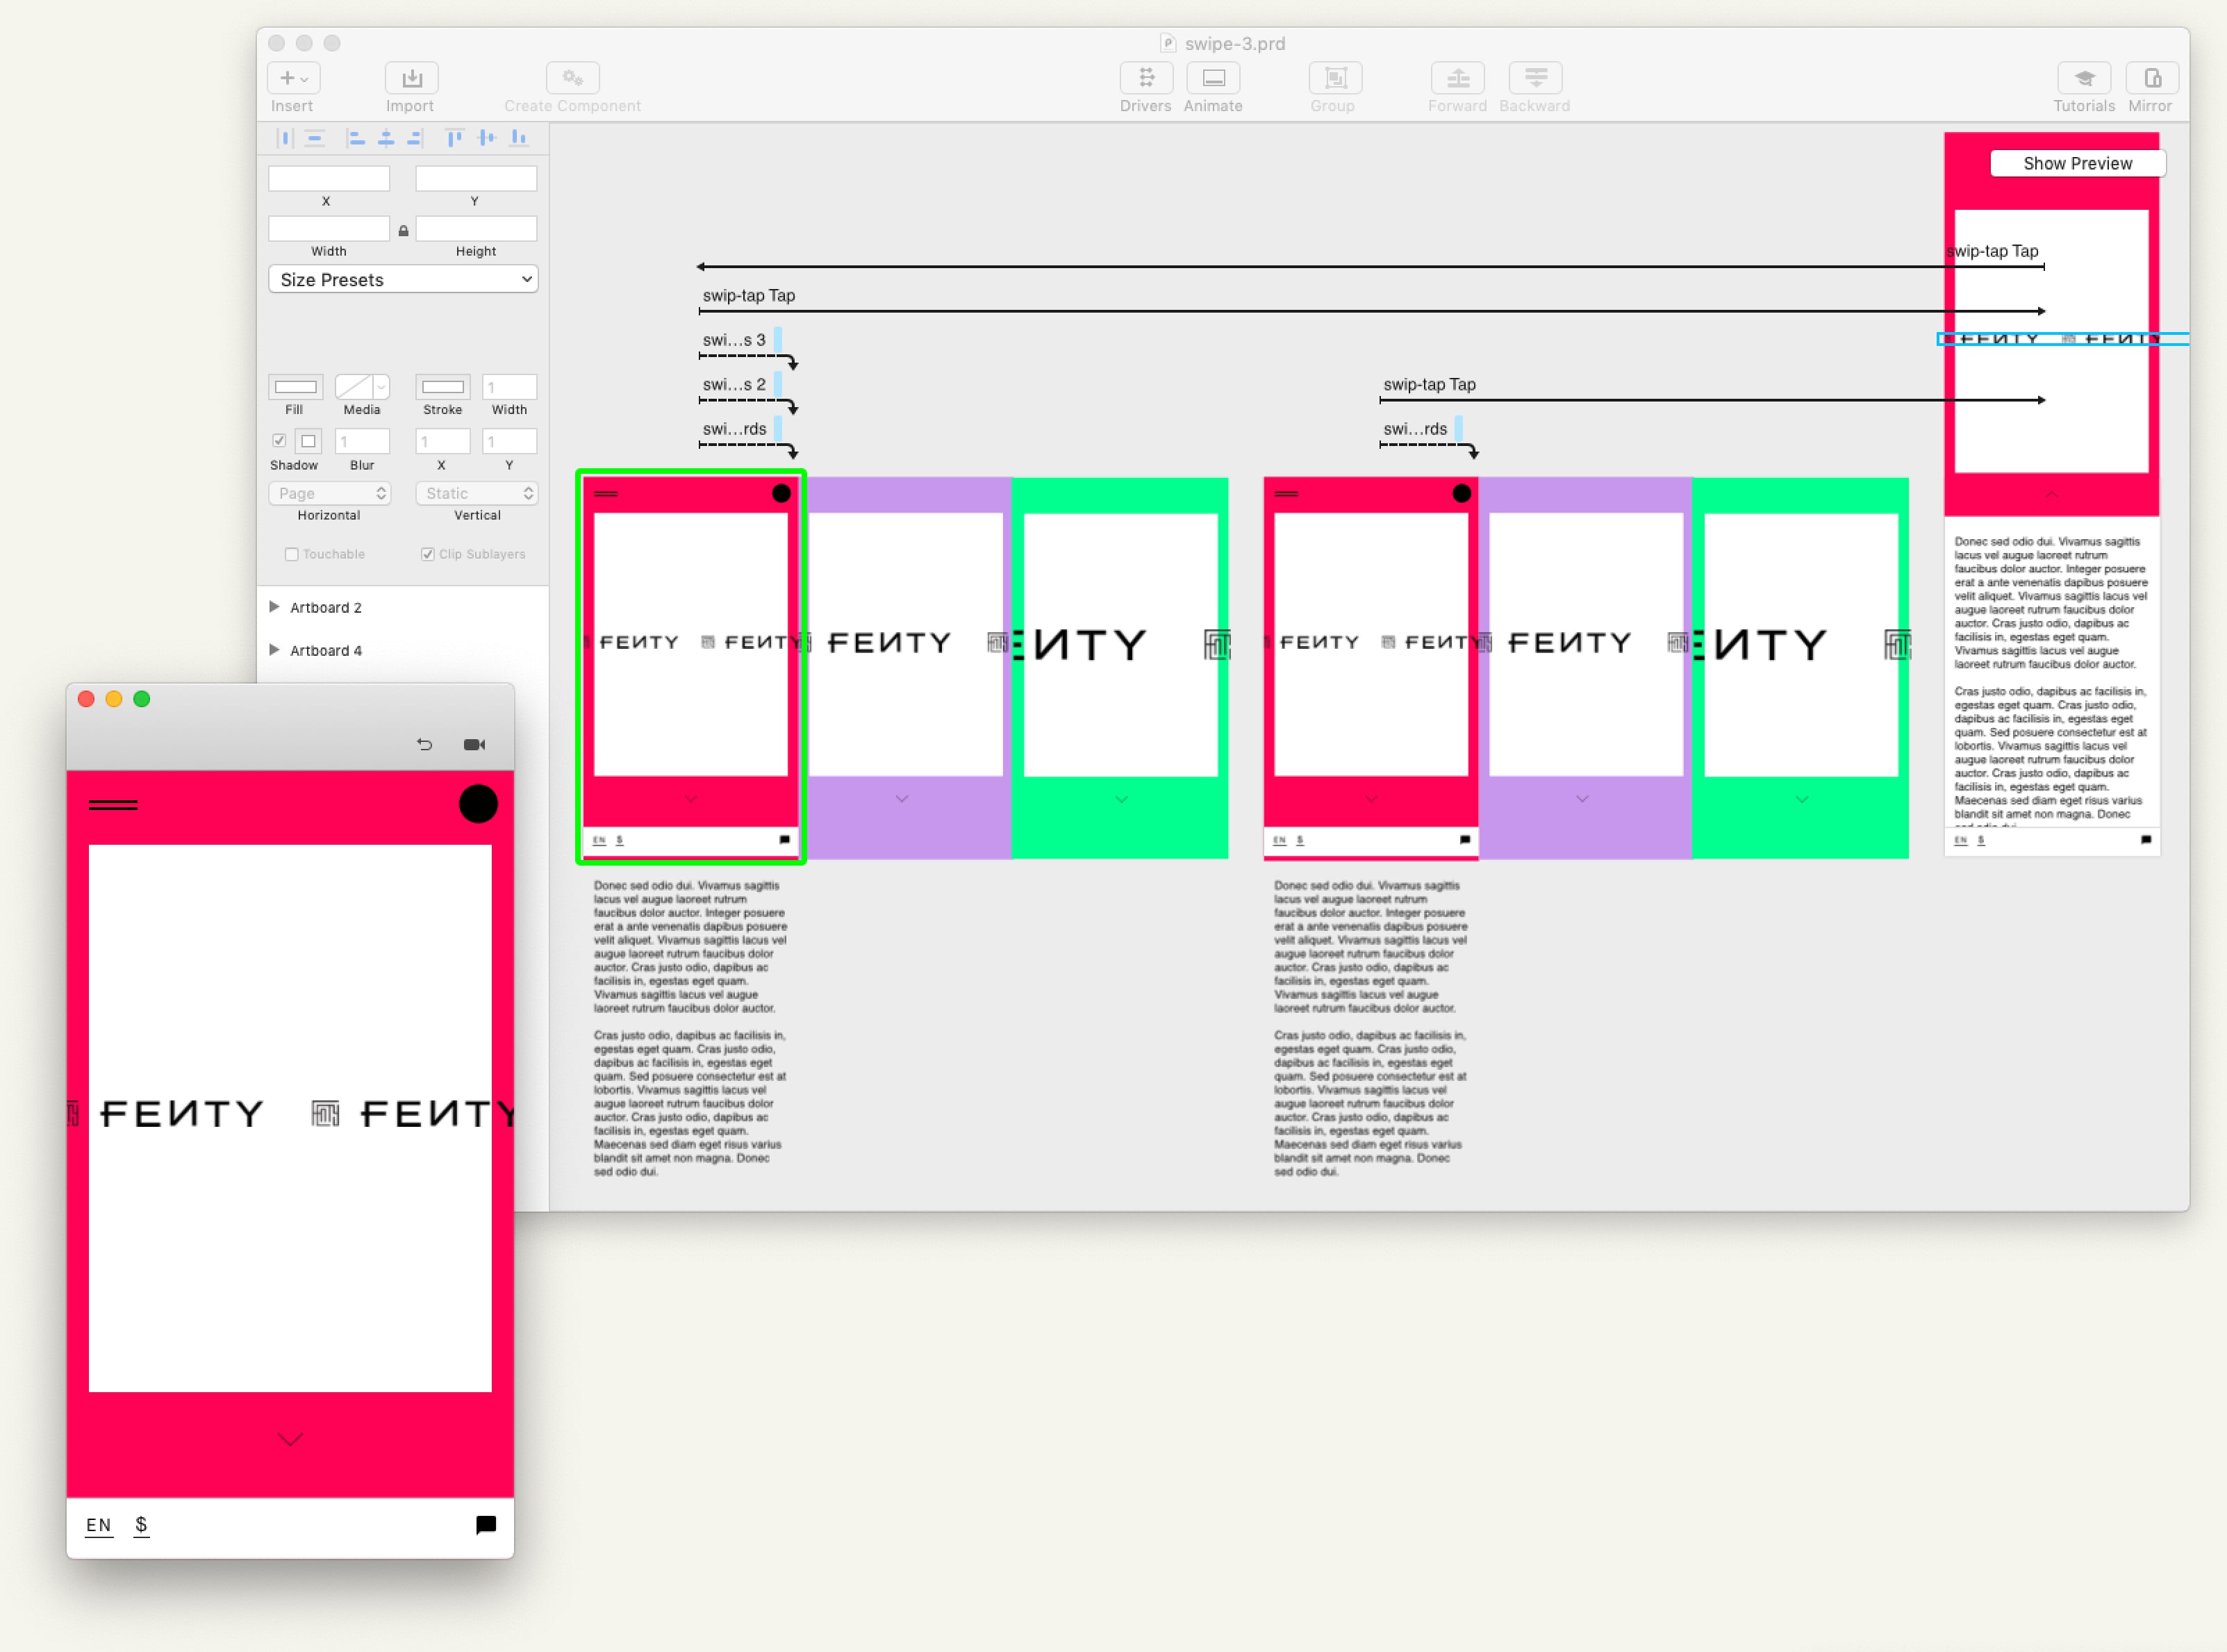 swipe-3.prd
Insert
Import
Create Component
Drivers
Animate
Group
Forward
Backward
Tutorials
Mirror
X
Y
Width
Height
Size Presets
1
Fill
Media
Stroke
Width
1
1
1
Shadow
Blur
X
Y
Page
Static
Horizontal
Vertical
Touchable
Clip Sublayers
Artboard 2
Artboard 4
Show Preview
swip-tap Tap
swip-tap Tap
swi...s 3
swi...s 2
swi...rds
swip-tap Tap
swi...rds
FENTY FENTY
FENTY
ENTY
EN $
Donec sed odio dui. Vivamus sagittis
lacus vel augue laoreet rutrum
faucibus dolor auctor. Integer posuere
erat a ante venenatis dapibus posuere
velit aliquet. Vivamus sagittis lacus vel
augue laoreet rutrum faucibus dolor
auctor. Cras justo odio, dapibus ac
facilisis in, egestas eget quam.
Vivamus sagittis lacus vel augue
laoreet rutrum faucibus dolor auctor.
Cras justo odio, dapibus ac facilisis in,
egestas eget quam. Cras justo odio,
dapibus ac facilisis in, egestas eget
quam. Sed posuere consectetur est at
lobortis. Vivamus sagittis lacus vel
augue laoreet rutrum faucibus dolor
auctor. Cras justo odio, dapibus ac
facilisis in, egestas eget quam.
Maecenas sed diam eget risus varius
blandit sit amet non magna. Donec
sed odio dui.
FENTY FENTY
FENTY
ENTY
EN $
Donec sed odio dui. Vivamus sagittis
lacus vel augue laoreet rutrum
faucibus dolor auctor. Integer posuere
erat a ante venenatis dapibus posuere
velit aliquet. Vivamus sagittis lacus vel
augue laoreet rutrum faucibus dolor
auctor. Cras justo odio, dapibus ac
facilisis in, egestas eget quam.
Vivamus sagittis lacus vel augue
laoreet rutrum faucibus dolor auctor.
Cras justo odio, dapibus ac facilisis in,
egestas eget quam. Cras justo odio,
dapibus ac facilisis in, egestas eget
quam. Sed posuere consectetur est at
lobortis. Vivamus sagittis lacus vel
augue laoreet rutrum faucibus dolor
auctor. Cras justo odio, dapibus ac
facilisis in, egestas eget quam.
Maecenas sed diam eget risus varius
blandit sit amet non magna. Donec
sed odio dui.
FENTY FENTY
Donec sed odio dui. Vivamus sagittis
lacus vel augue laoreet rutrum
faucibus dolor auctor. Integer posuere
erat a ante venenatis dapibus posuere
velit aliquet. Vivamus sagittis lacus vel
augue laoreet rutrum faucibus dolor
auctor. Cras justo odio, dapibus ac
facilisis in, egestas eget quam.
Vivamus sagittis lacus vel augue
laoreet rutrum faucibus dolor auctor.
Cras justo odio, dapibus ac facilisis in,
egestas eget quam. Cras justo odio,
dapibus ac facilisis in, egestas eget
quam. Sed posuere consectetur est at
lobortis. Vivamus sagittis lacus vel
augue laoreet rutrum faucibus dolor
auctor. Cras justo odio, dapibus ac
facilisis in, egestas eget quam.
Maecenas sed diam eget risus varius
blandit sit amet non magna. Donec
sed odio dui.
EN $
FENTY FENTY
EN $